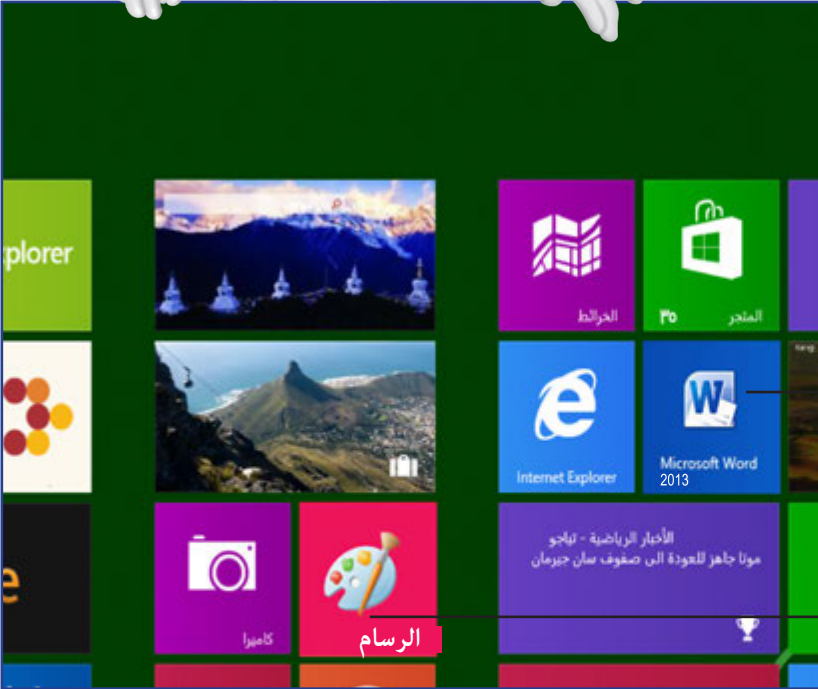 المتجر ٣٥
الخرائط
plorer
Microsoft Word
2013
Internet Explorer
الأخبار الرياضية - تياجو
موتا جاهز للعودة الى صفوف سان جيرمان
الرسام
كاميرا
e